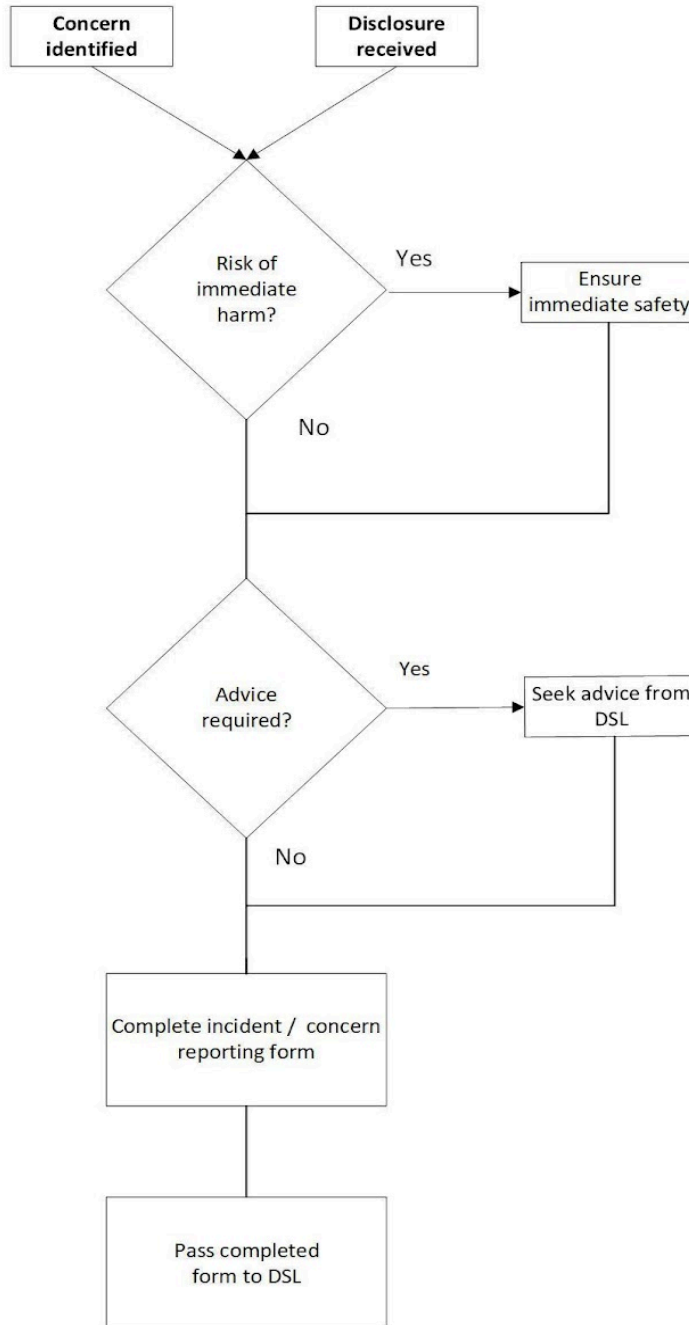 Concern
identified
Disclosure
received
Risk of
immediate
harm?
Yes
Ensure
immediate safety
No
Advice
required?
Yes
Seek advice from
DSL
No
Complete incident / concern
reporting form
Pass completed
form to DSL